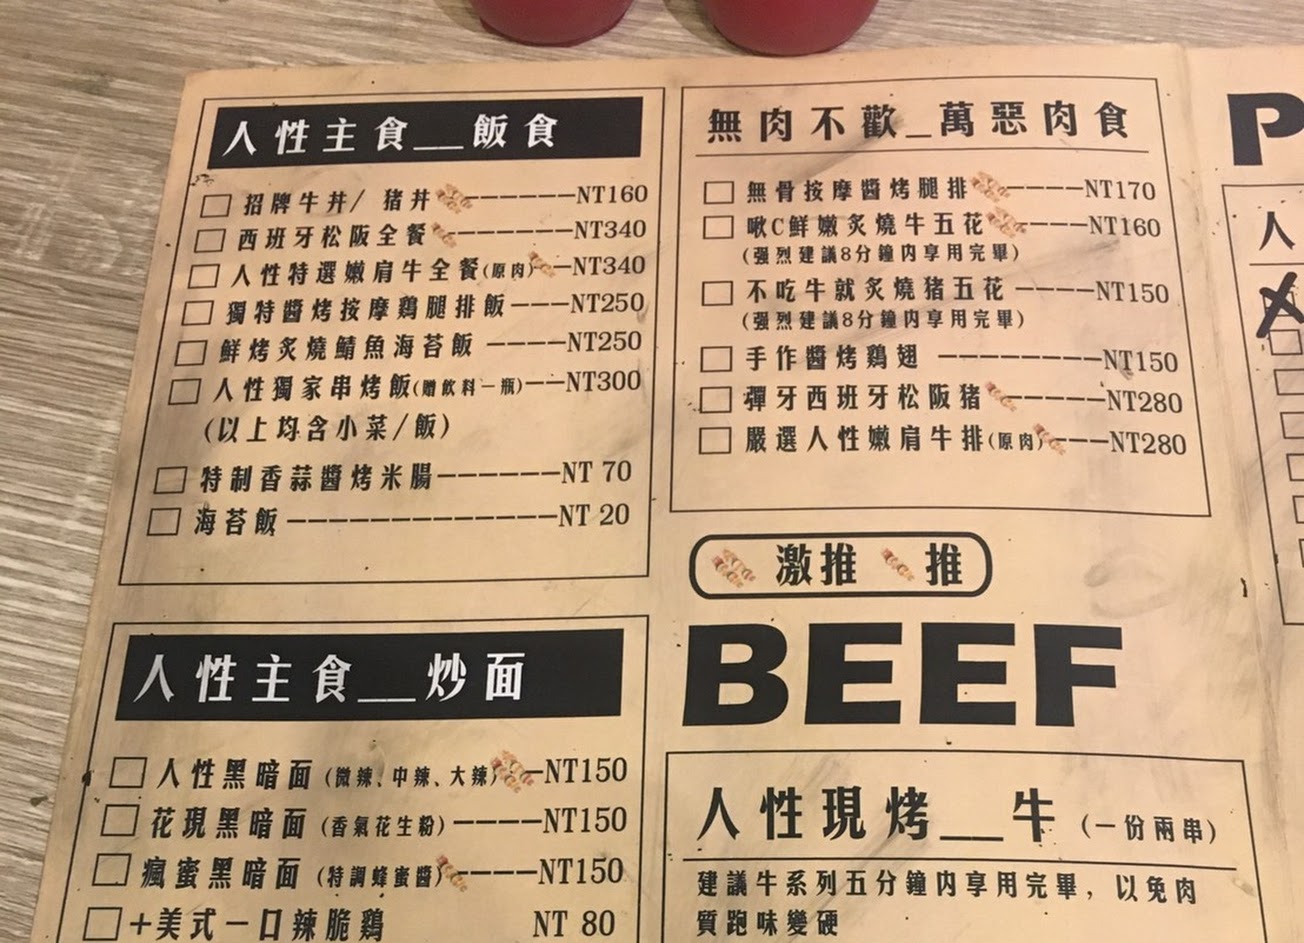 人性主食__飯食
招牌牛丼/ 豬丼------NT160
西班牙松阪全餐-------NT340
人性特選嫩肩牛全餐(原肉)--NT340
獨特醬烤按摩鷄腿排飯---NT250
鮮烤炙燒鯖魚海苔飯 ----NT250
人性獨家串烤飯(贈飲料一瓶)--NT300
(以上均含小菜/飯)
特制香蒜醬烤米腸------NT 70
海苔飯--------------NT 20
人性主食__炒面
人性黑暗面(微辣、中辣、大辣)-NT150
花現黑暗面(香氣花生粉)----NT150
瘋蜜黑暗面(特調蜂蜜醬)----NT150
+美式一口辣脆鷄 NT 80
無肉不歡_萬惡肉食
無骨按摩醬烤腿排----NT170
啾C鮮嫩炙燒牛五花---NT160
(强烈建議8分鐘内享用完畢)
不吃牛就炙燒豬五花----NT150
(强烈建議8分鐘内享用完畢)
手作醬烤鷄翅 --------NT150
彈牙西班牙松阪豬-----NT280
嚴選人性嫩肩牛排(原肉)---NT280
激推 推
BEEF
人性現烤__牛 (一份兩串)
建議牛系列五分鐘内享用完畢，以免肉
質跑味變硬
P
人